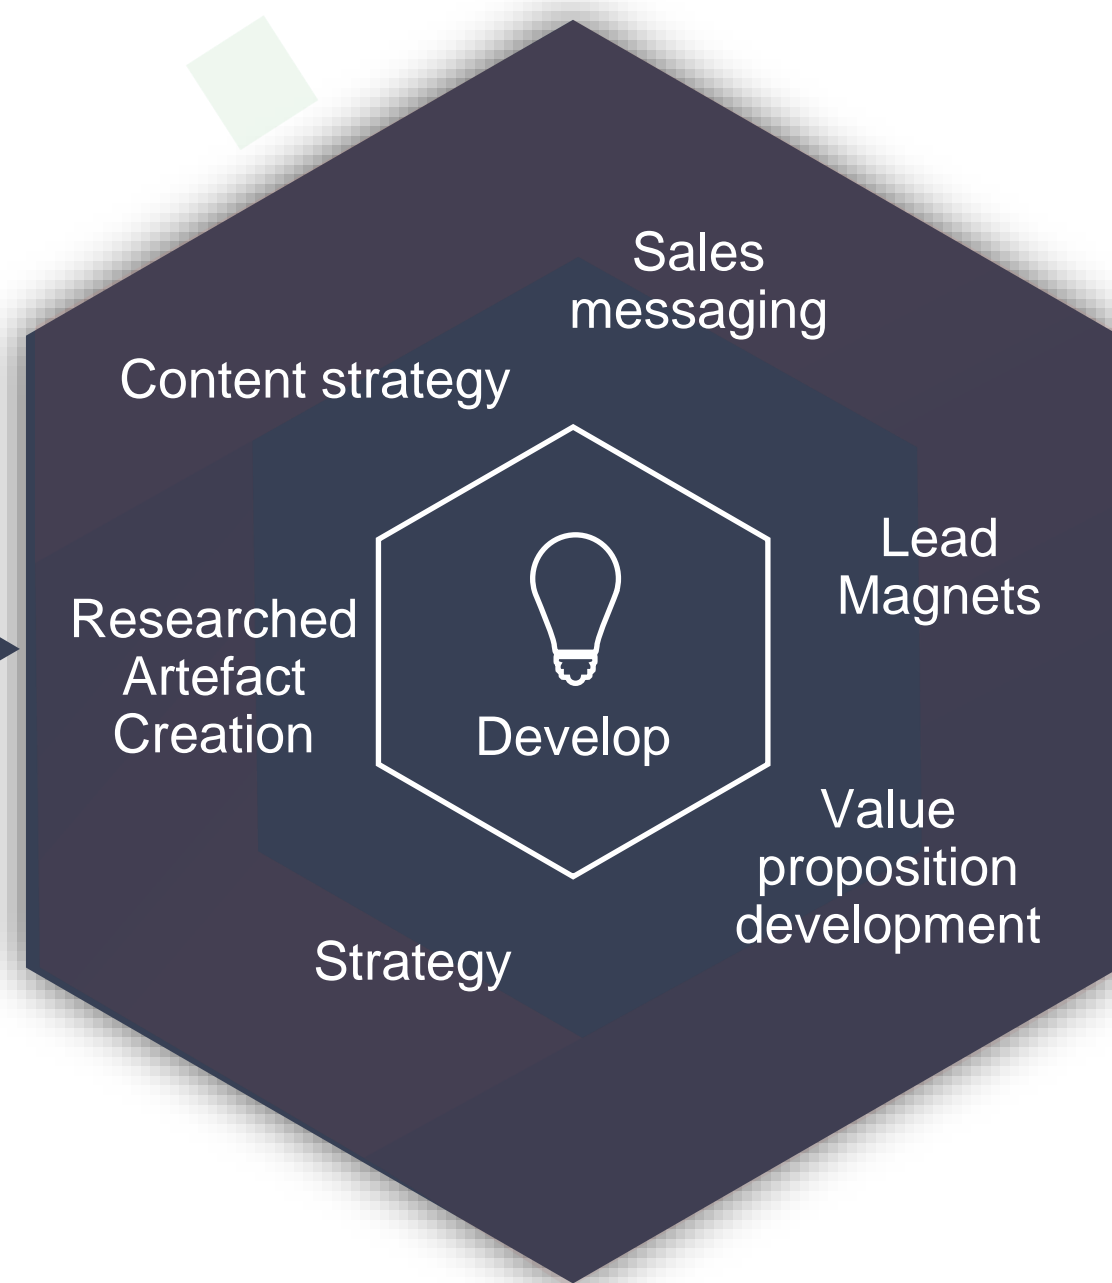 Sales
messaging
Content strategy
Lead
Magnets
Researched
Artefact
Creation
Develop
Value
proposition
development
Strategy